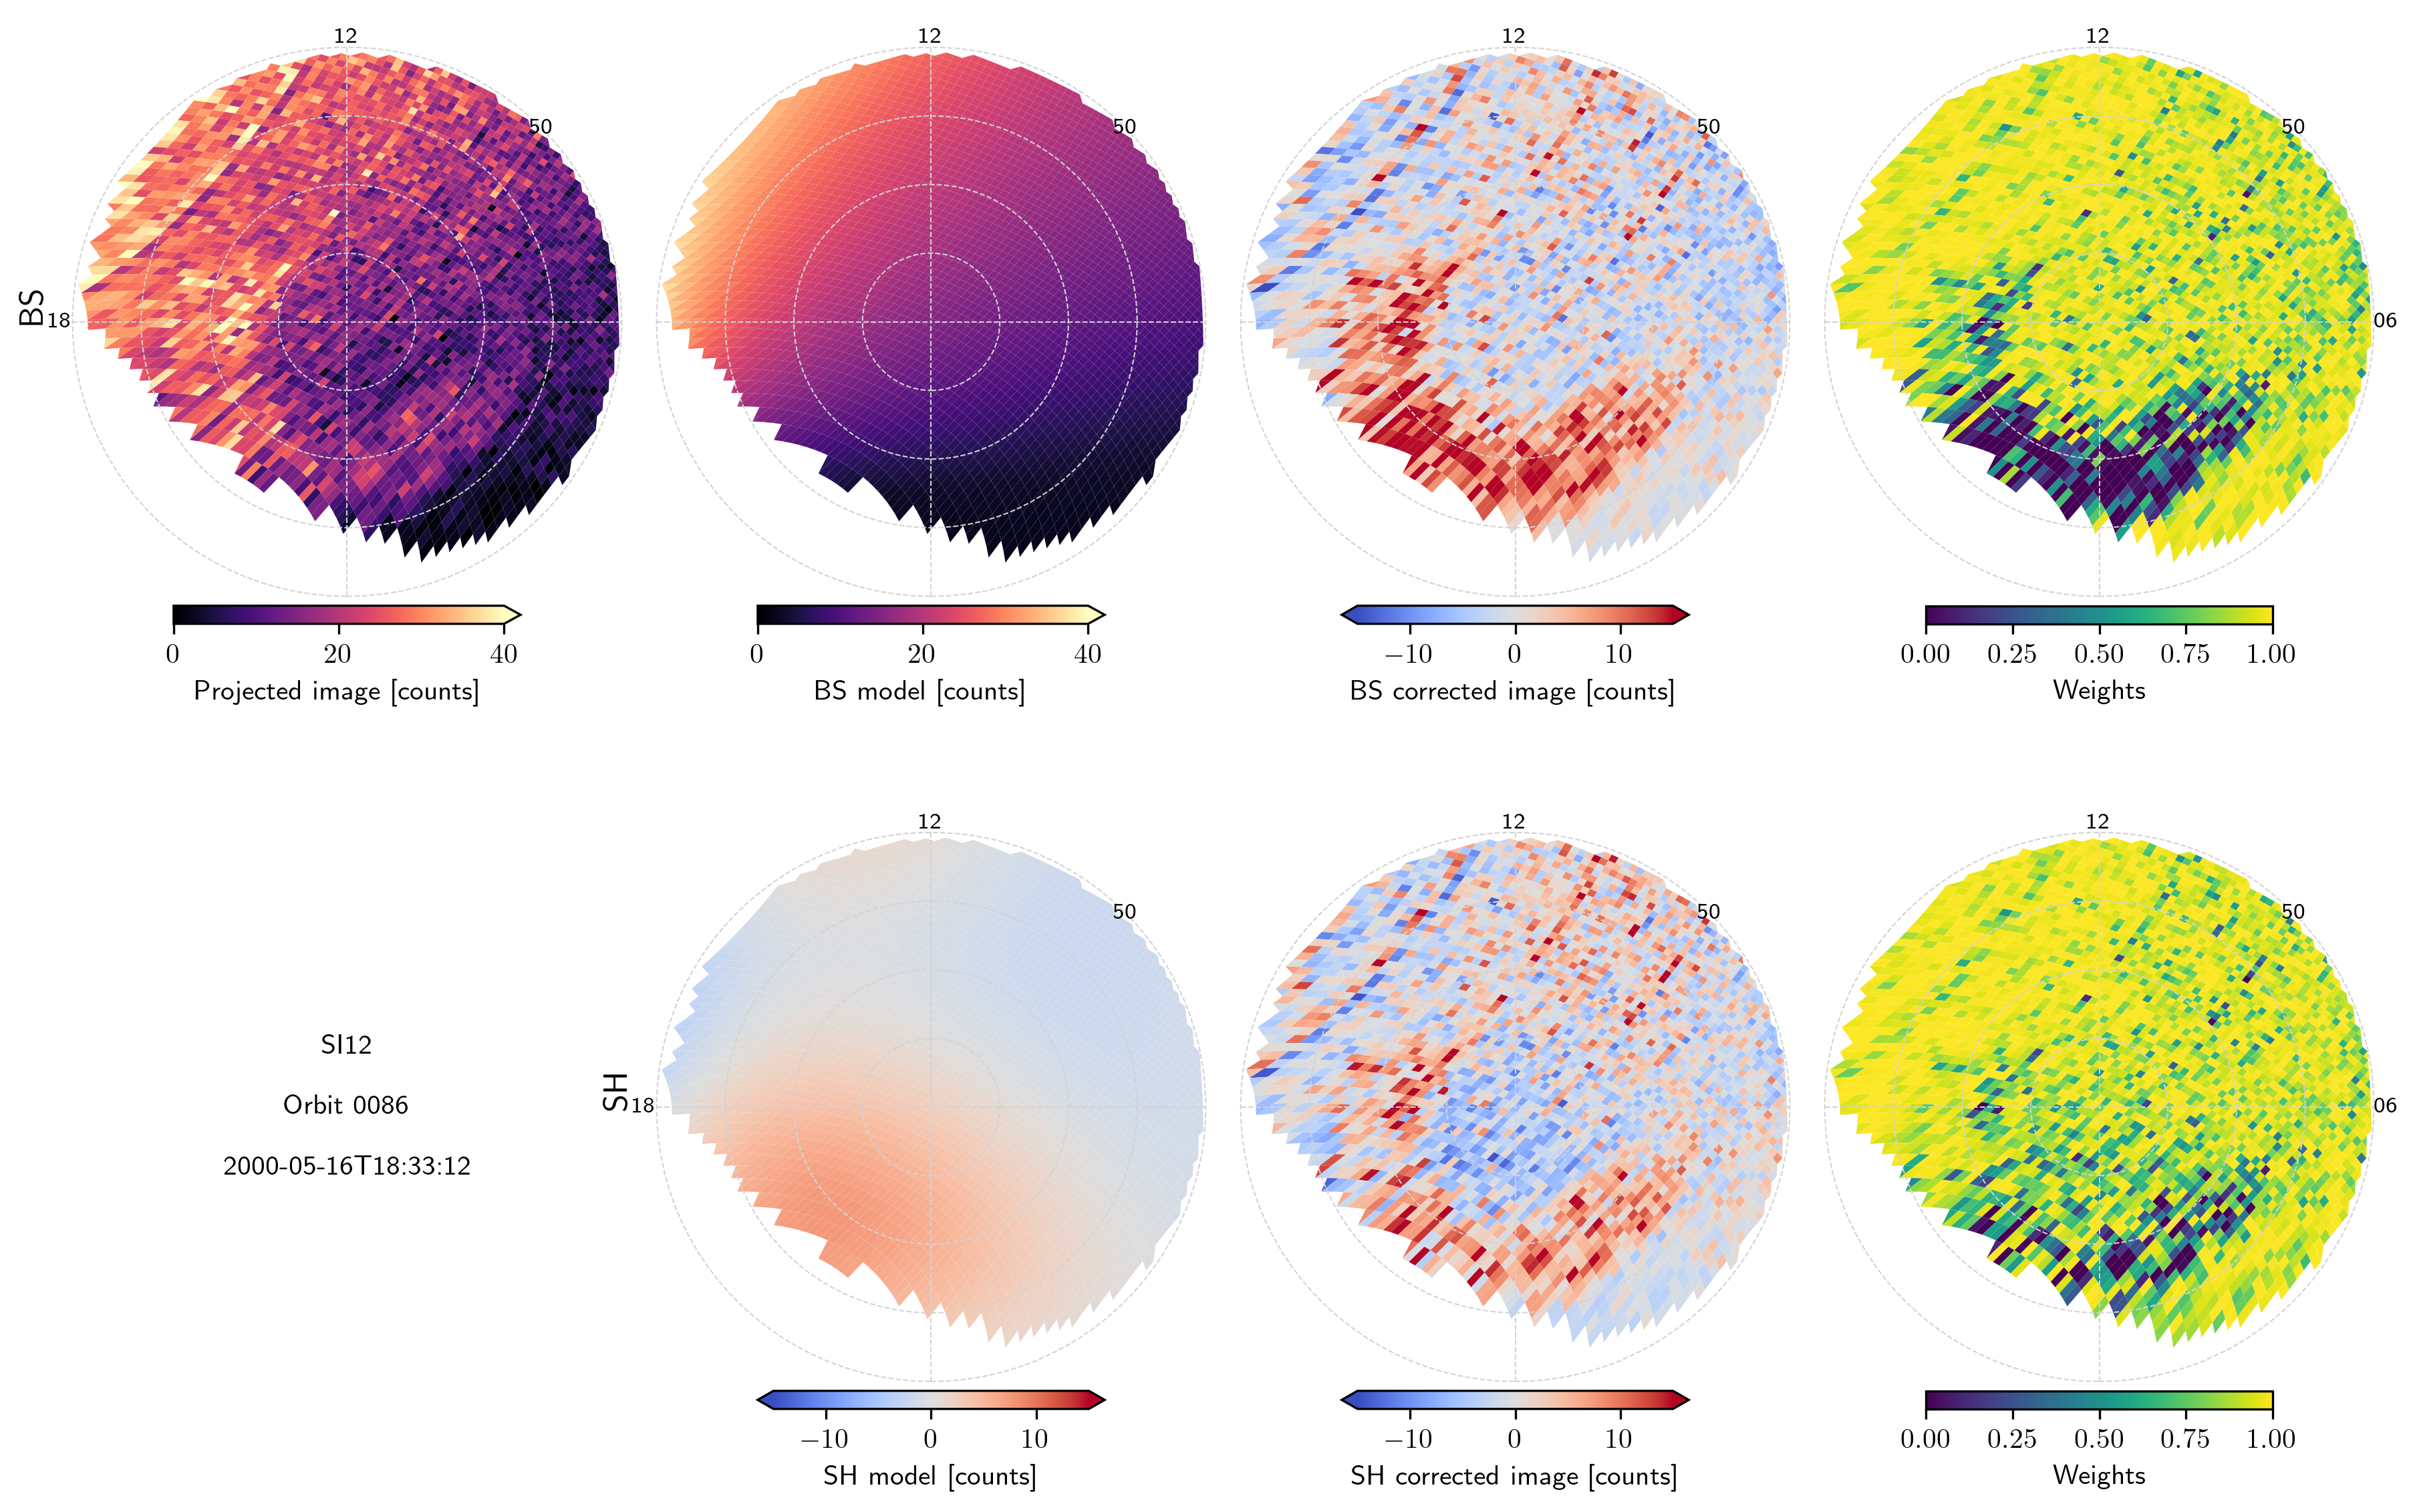 12 12 12 12
50 50 50 50
BS 18 06
0 20 40 0 20 40 −10 0 10 0.00 0.25 0.50 0.75 1.00
Projected image [counts] BS model [counts] BS corrected image [counts] Weights
12 12 12
50 50 50
SI12
Orbit 0086
2000-05-16T18:33:12
SH 18 06
−10 0 10 −10 0 10 0.00 0.25 0.50 0.75 1.00
SH model [counts] SH corrected image [counts] Weights